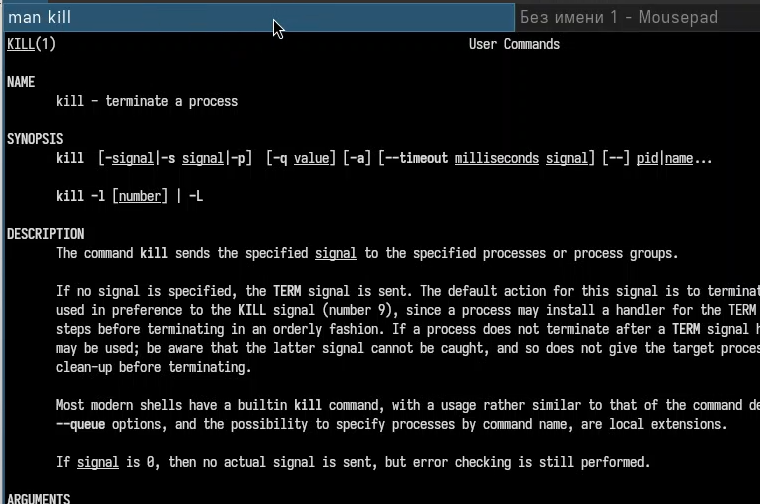 man kill
Без имени 1 - Mousepad
KILL(1) User Commands
NAME
kill - terminate a process
SYNOPSIS
kill [-signal|-s signal|-p] [-q value] [-a] [--timeout milliseconds signal] [--] pid|name...
kill -l [number] | -L
DESCRIPTION
The command kill sends the specified signal to the specified processes or process groups.
If no signal is specified, the TERM signal is sent. The default action for this signal is to terminat
used in preference to the KILL signal (number 9), since a process may install a handler for the TERM
steps before terminating in an orderly fashion. If a process does not terminate after a TERM signal h
may be used; be aware that the latter signal cannot be caught, and so does not give the target proces
clean-up before terminating.
Most modern shells have a builtin kill command, with a usage rather similar to that of the command de
--queue options, and the possibility to specify processes by command name, are local extensions.
If signal is 0, then no actual signal is sent, but error checking is still performed.
ARGUMENTS